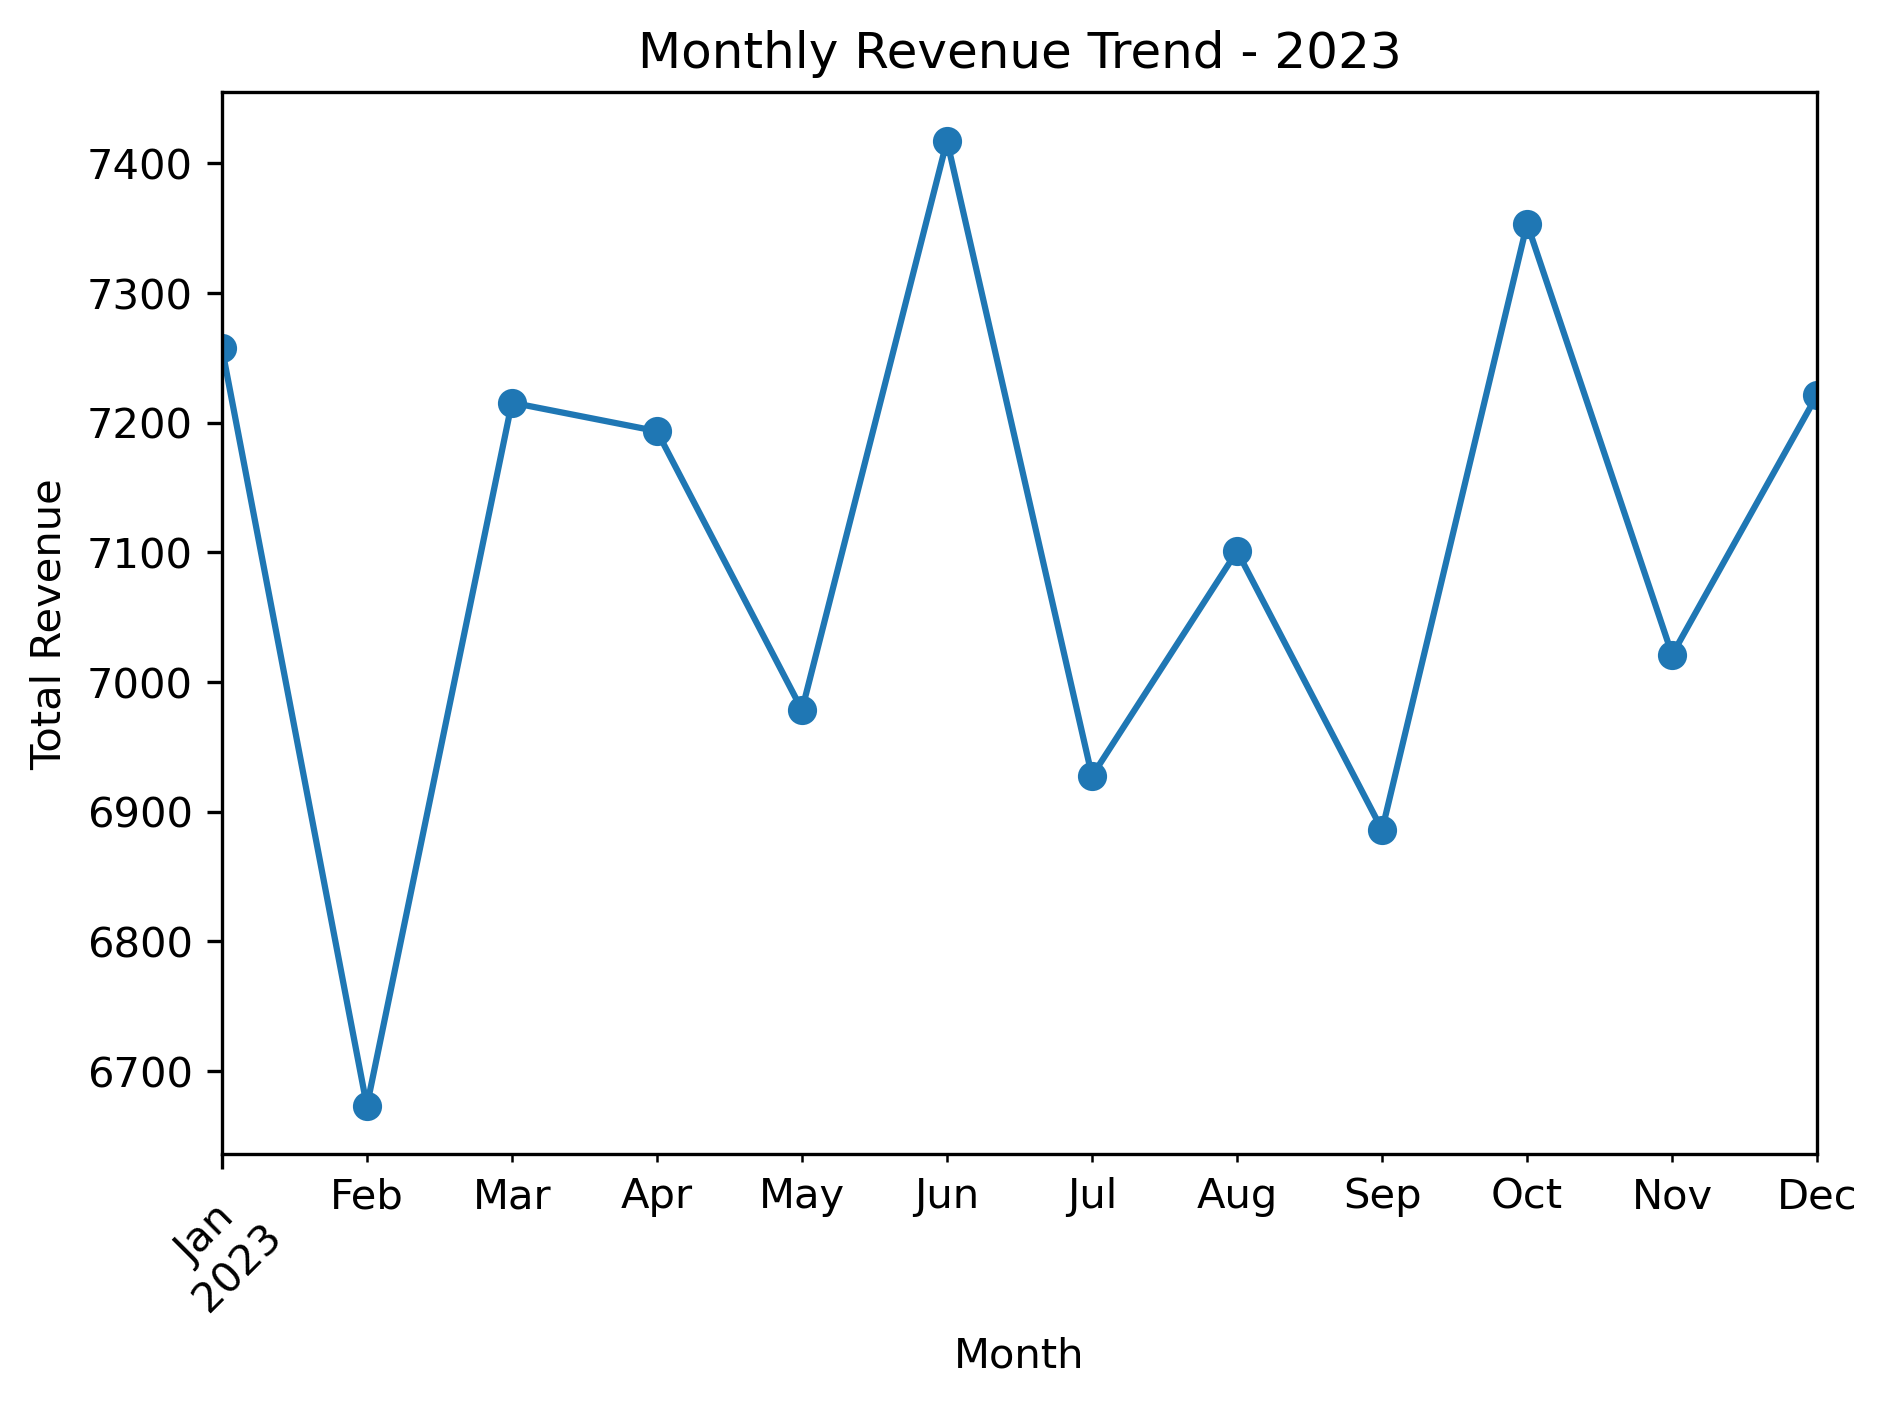 Monthly Revenue Trend - 2023
Total Revenue
7400
7300
7200
7100
7000
6900
6800
6700
Jan
2023
Feb
Mar
Apr
May
Jun
Jul
Aug
Sep
Oct
Nov
Dec
Month